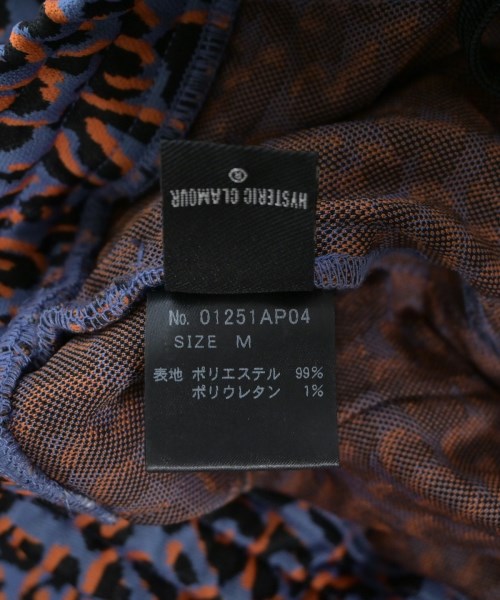 HYSTERIC GLAMOUR
No. 01251AP04
SIZE M
表地 ポリエステル 99%
ポリウレタン 1%